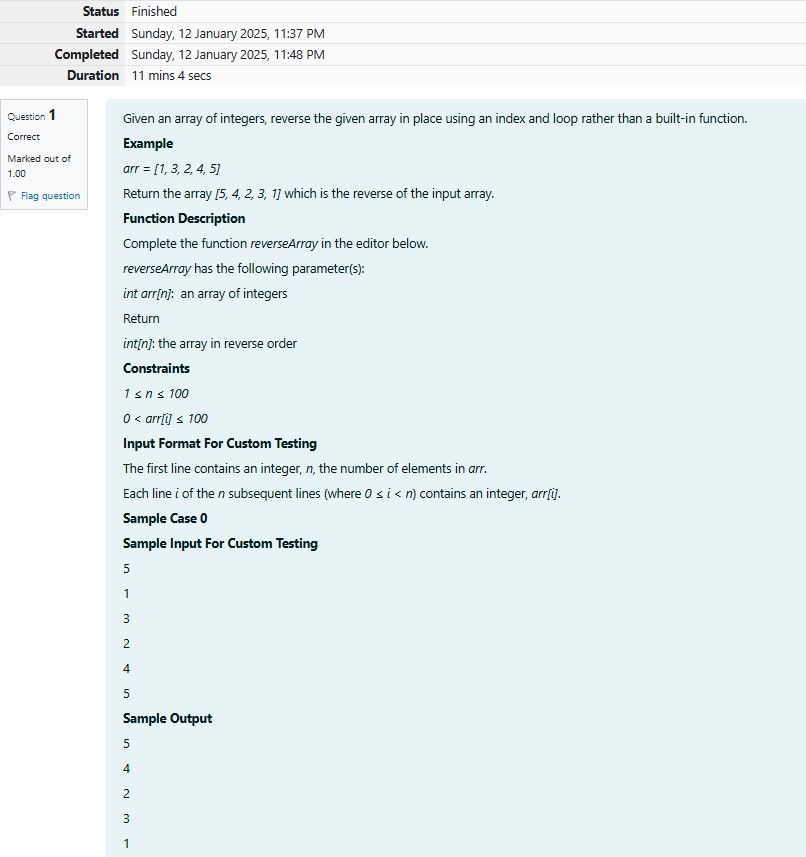 Status Finished
Started Sunday, 12 January 2025, 11:37 PM
Completed Sunday, 12 January 2025, 11:48 PM
Duration 11 mins 4 secs
Question 1
Correct
Marked out of
1.00
Flag question
Given an array of integers, reverse the given array in place using an index and loop rather than a built-in function.
Example
arr = [1, 3, 2, 4, 5]
Return the array [5, 4, 2, 3, 1] which is the reverse of the input array.
Function Description
Complete the function reverseArray in the editor below.
reverseArray has the following parameter(s):
int arr[n]: an array of integers
Return
int[n]: the array in reverse order
Constraints
1 ≤ n ≤ 100
0 < arr[i] ≤ 100
Input Format For Custom Testing
The first line contains an integer, n, the number of elements in arr.
Each line i of the n subsequent lines (where 0 ≤ i < n) contains an integer, arr[i].
Sample Case 0
Sample Input For Custom Testing
5
1
3
2
4
5
Sample Output
5
4
2
3
1